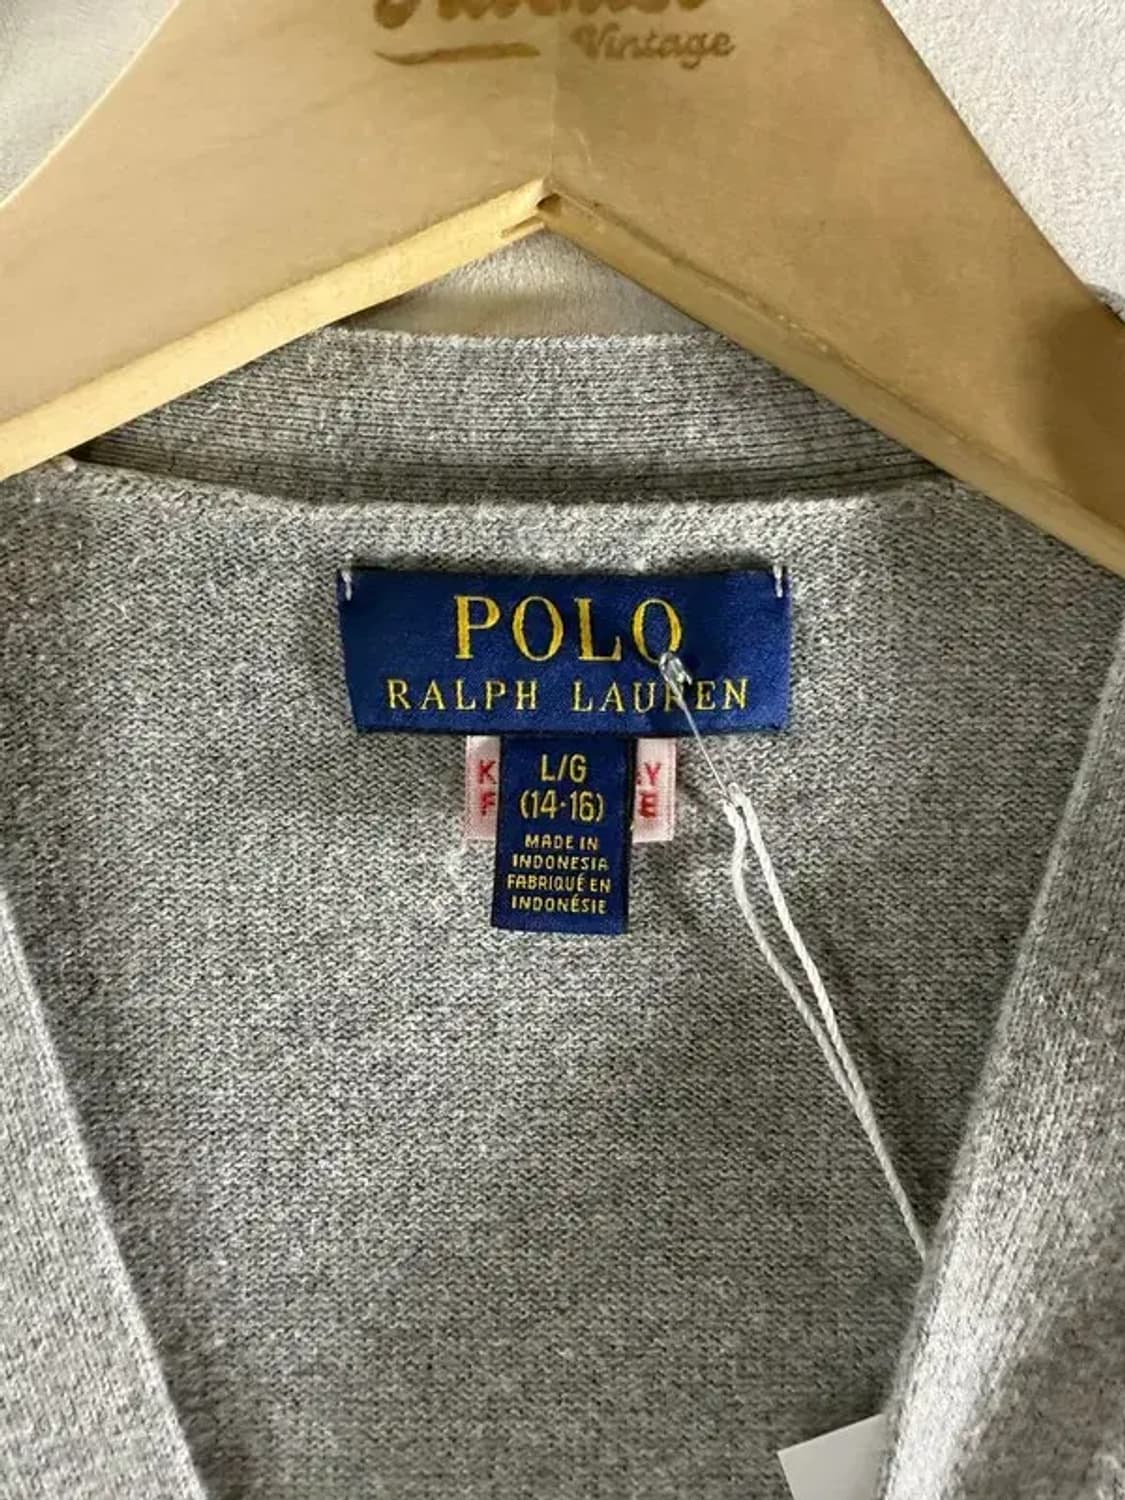 Vintage
POLO
RALPH LAUREN
K
Y
F
E
L/G
(14-16)
MADE IN
INDONESIA
FABRIQUÉ EN
INDONÉSIE